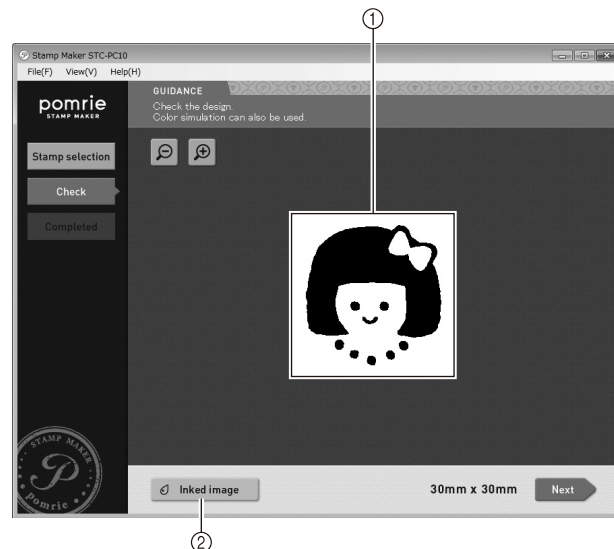 ①
Stamp Maker STC-PC10
File(F) View(V) Help(H)
pomrie
STAMP MAKER
GUIDANCE
Check the design.
Color simulation can also be used.
Stamp selection
Check
Completed
STAMP MAKER
P
Pomrie
Inked image
30mm x 30mm
Next
②